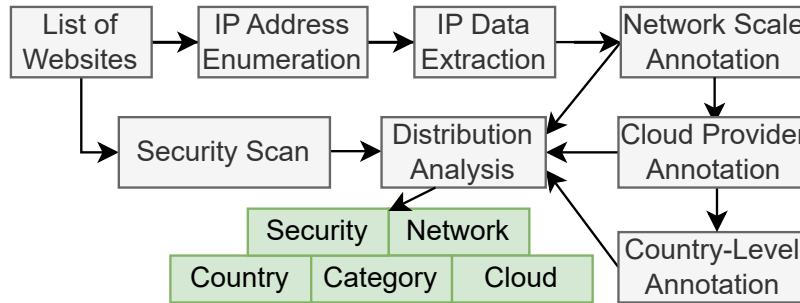 List of
Websites
IP Address
Enumeration
IP Data
Extraction
Network Scale
Annotation
Security Scan
Distribution
Analysis
Cloud Provider
Annotation
Security
Network
Country-Level
Annotation
Country
Category
Cloud